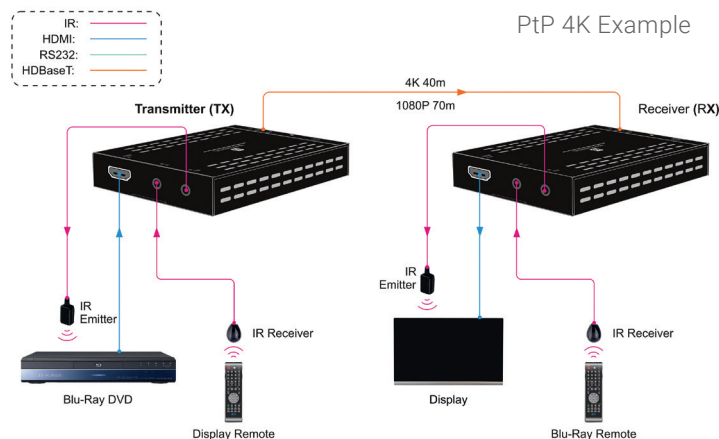 PtP 4K Example
IR:
HDMI:
RS232:
HDBaseT:
4K 40m
1080P 70m
Transmitter (TX)
Receiver (RX)
IR
Emitter
IR Receiver
Blu-Ray DVD
Display Remote
IR
Emitter
IR Receiver
Display
Blu-Ray Remote